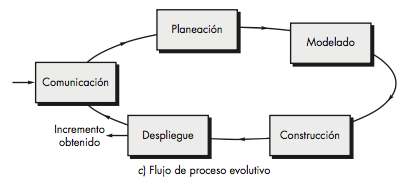 Planeación
Modelado
Comunicación
Incremento
obtenido
Despliegue
Construcción
c) Flujo de proceso evolutivo